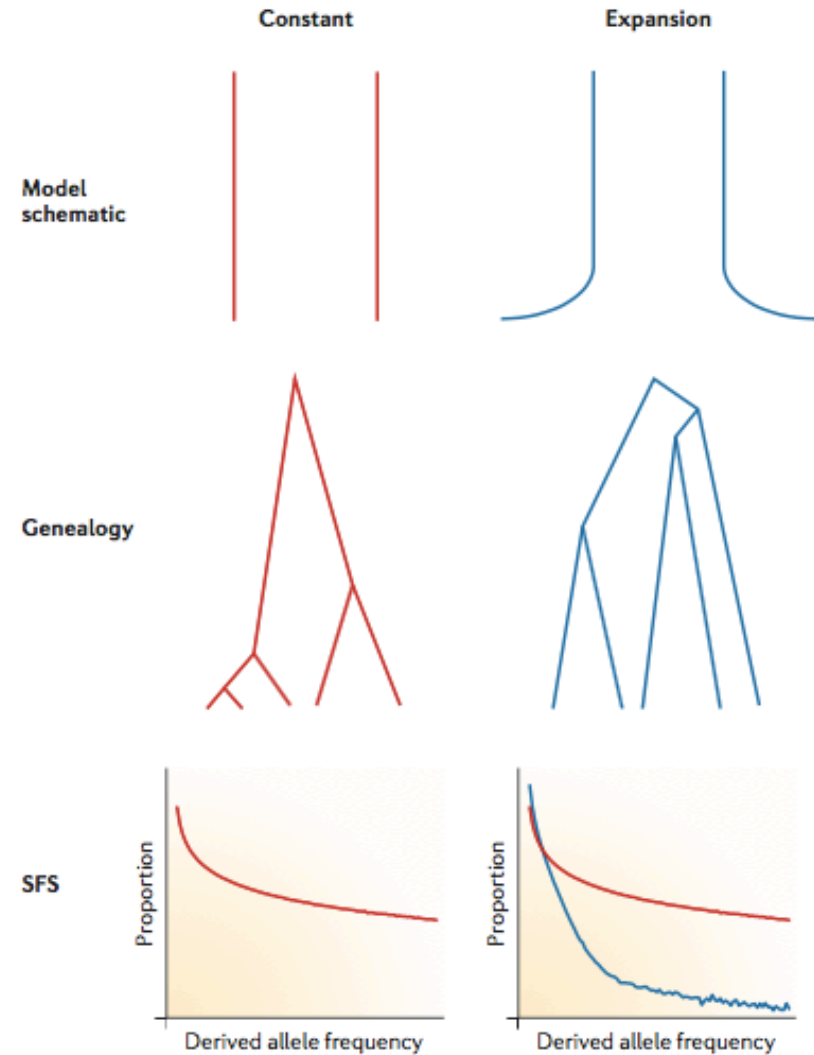 Constant
Expansion
Model
schematic
Genealogy
SFS
Proportion
Derived allele frequency
Proportion
Derived allele frequency